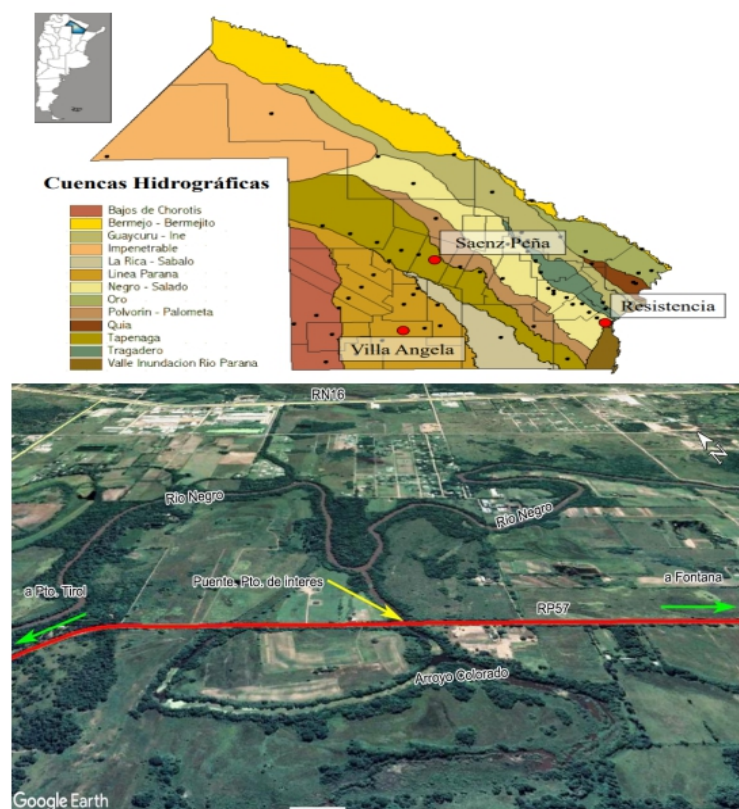 Cuencas Hidrográficas
Bajos de Chorotis
Bermejo - Bermejito
Guaycuru - Ine
Impenetrable
La Rica - Sabalo
Linea Parana
Negro - Salado
Oro
Polvorin - Palometa
Quia
Tapenaga
Tragadero
Valle Inundacion Rio Parana
Saenz-Peña
Resistencia
Villa Angela
RN16
N
Rio Negro
Rio Negro
Puente. Pto. de interes
a Pto. Tirol
a Fontana
RP57
Arroyo Colorado
Google Earth